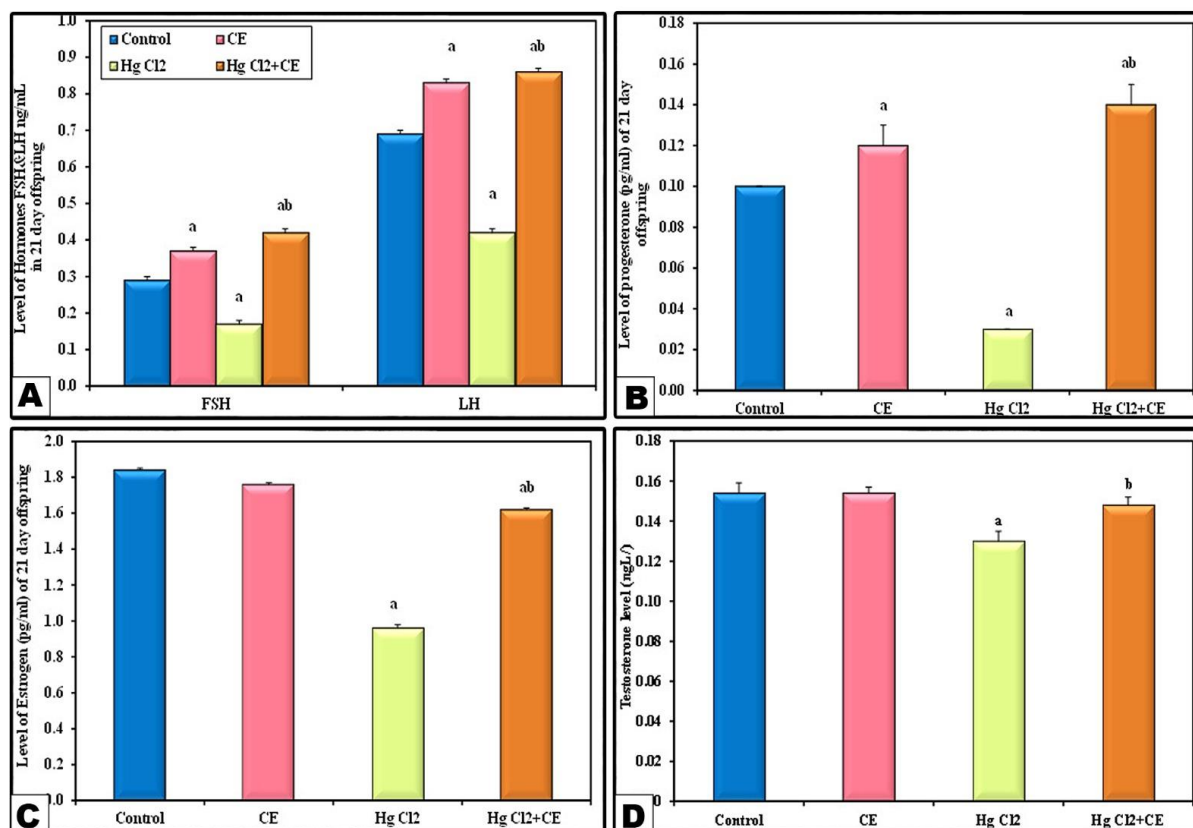 Level of Hormones FSH&LH ng/mL
in 21 day offspring
1.0
0.9
0.8
0.7
0.6
0.5
0.4
0.3
0.2
0.1
0.0
Control
CE
Hg Cl2
Hg Cl2+CE
a
ab
a
a
ab
a
FSH
LH
A
Level of progesterone (pg/ml) of 21 day
offspring
0.18
0.16
0.14
0.12
0.10
0.08
0.06
0.04
0.02
0.00
a
a
ab
Control
CE
Hg Cl2
Hg Cl2+CE
B
Level of Estrogen (pg/ml) of 21 day offspring
2.0
1.8
1.6
1.4
1.2
1.0
0.8
0.6
0.4
0.2
0.0
a
ab
Control
CE
Hg Cl2
Hg Cl2+CE
C
Testosterone level (ngL/)
0.18
0.16
0.14
0.12
0.10
0.08
0.06
0.04
0.02
0
a
b
Control
CE
Hg Cl2
Hg Cl2+CE
D